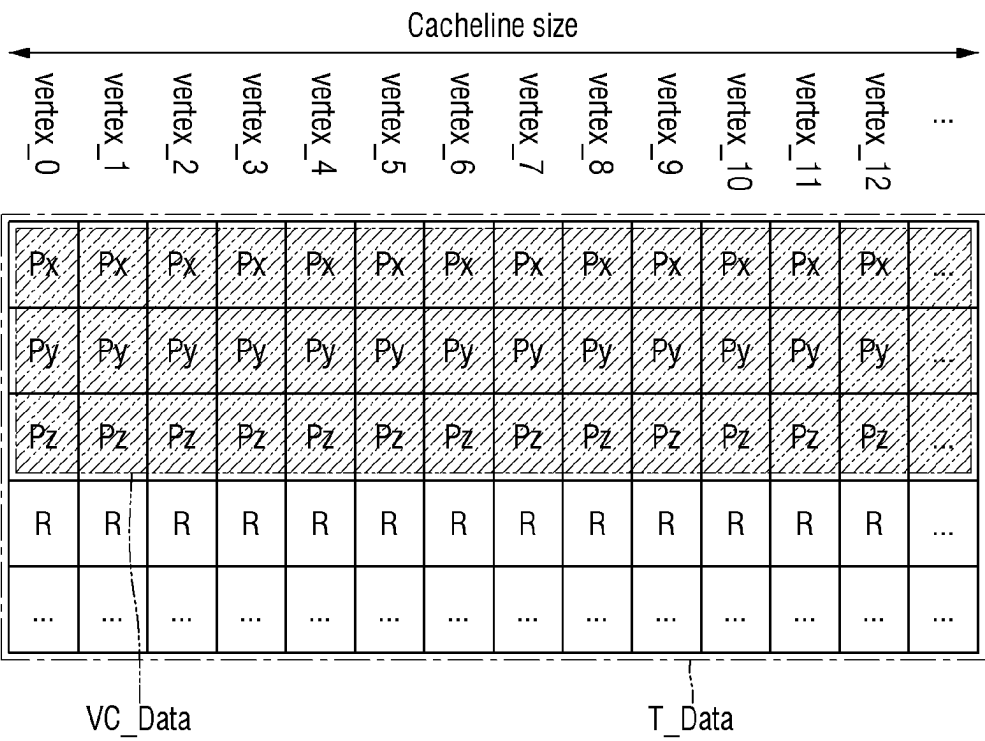 Cacheline size
vertex_0 vertex_1 vertex_2 vertex_3 vertex_4 vertex_5 vertex_6 vertex_7 vertex_8 vertex_9 vertex_10 vertex_11 vertex_12 ...
Px Px Px Px Px Px Px Px Px Px Px Px Px ...
Py Py Py Py Py Py Py Py Py Py Py Py Py ...
Pz Pz Pz Pz Pz Pz Pz Pz Pz Pz Pz Pz Pz ...
R R R R R R R R R R R R R ...
... ... ... ... ... ... ... ... ... ... ... ... ... ...
VC_Data T_Data